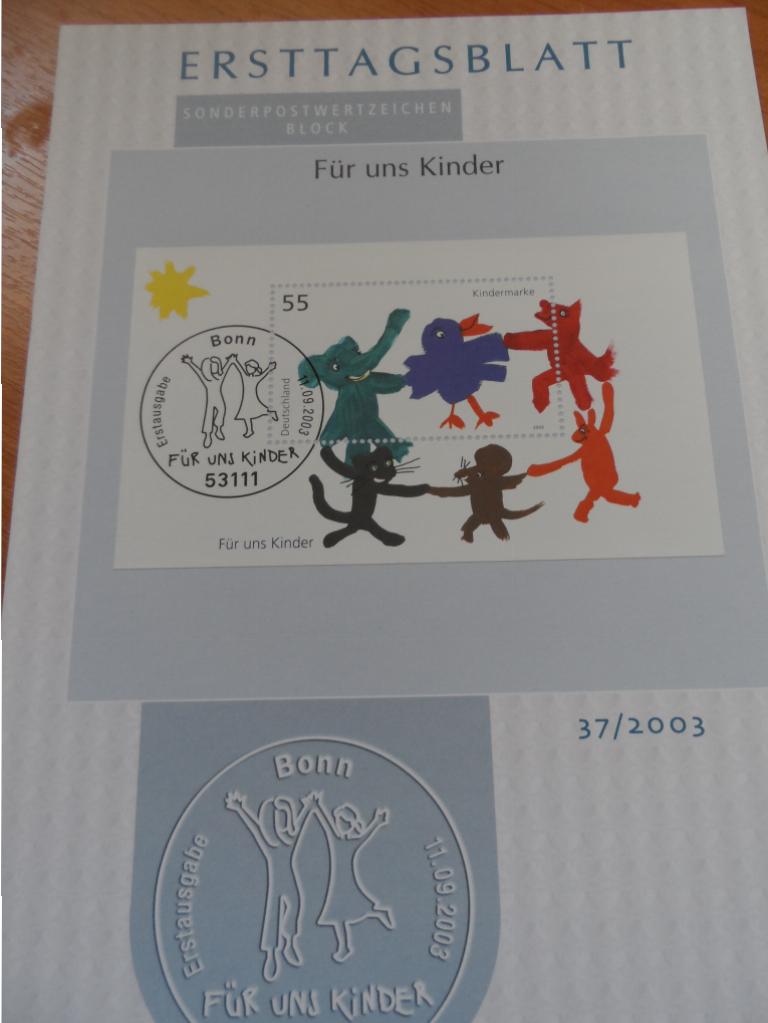 ERSTTAGSBLATT
SONDERPOSTWERTZEICHEN
BLOCK
Für uns Kinder
55
Kindermarke
Deutschland
Bonn
Erstausgabe
11.09.2003
FÜR UNS KiNDER
53111
Für uns Kinder
37/2003
Bonn
Erstausgabe
11.09.2003
FÜR UNS KiNDER